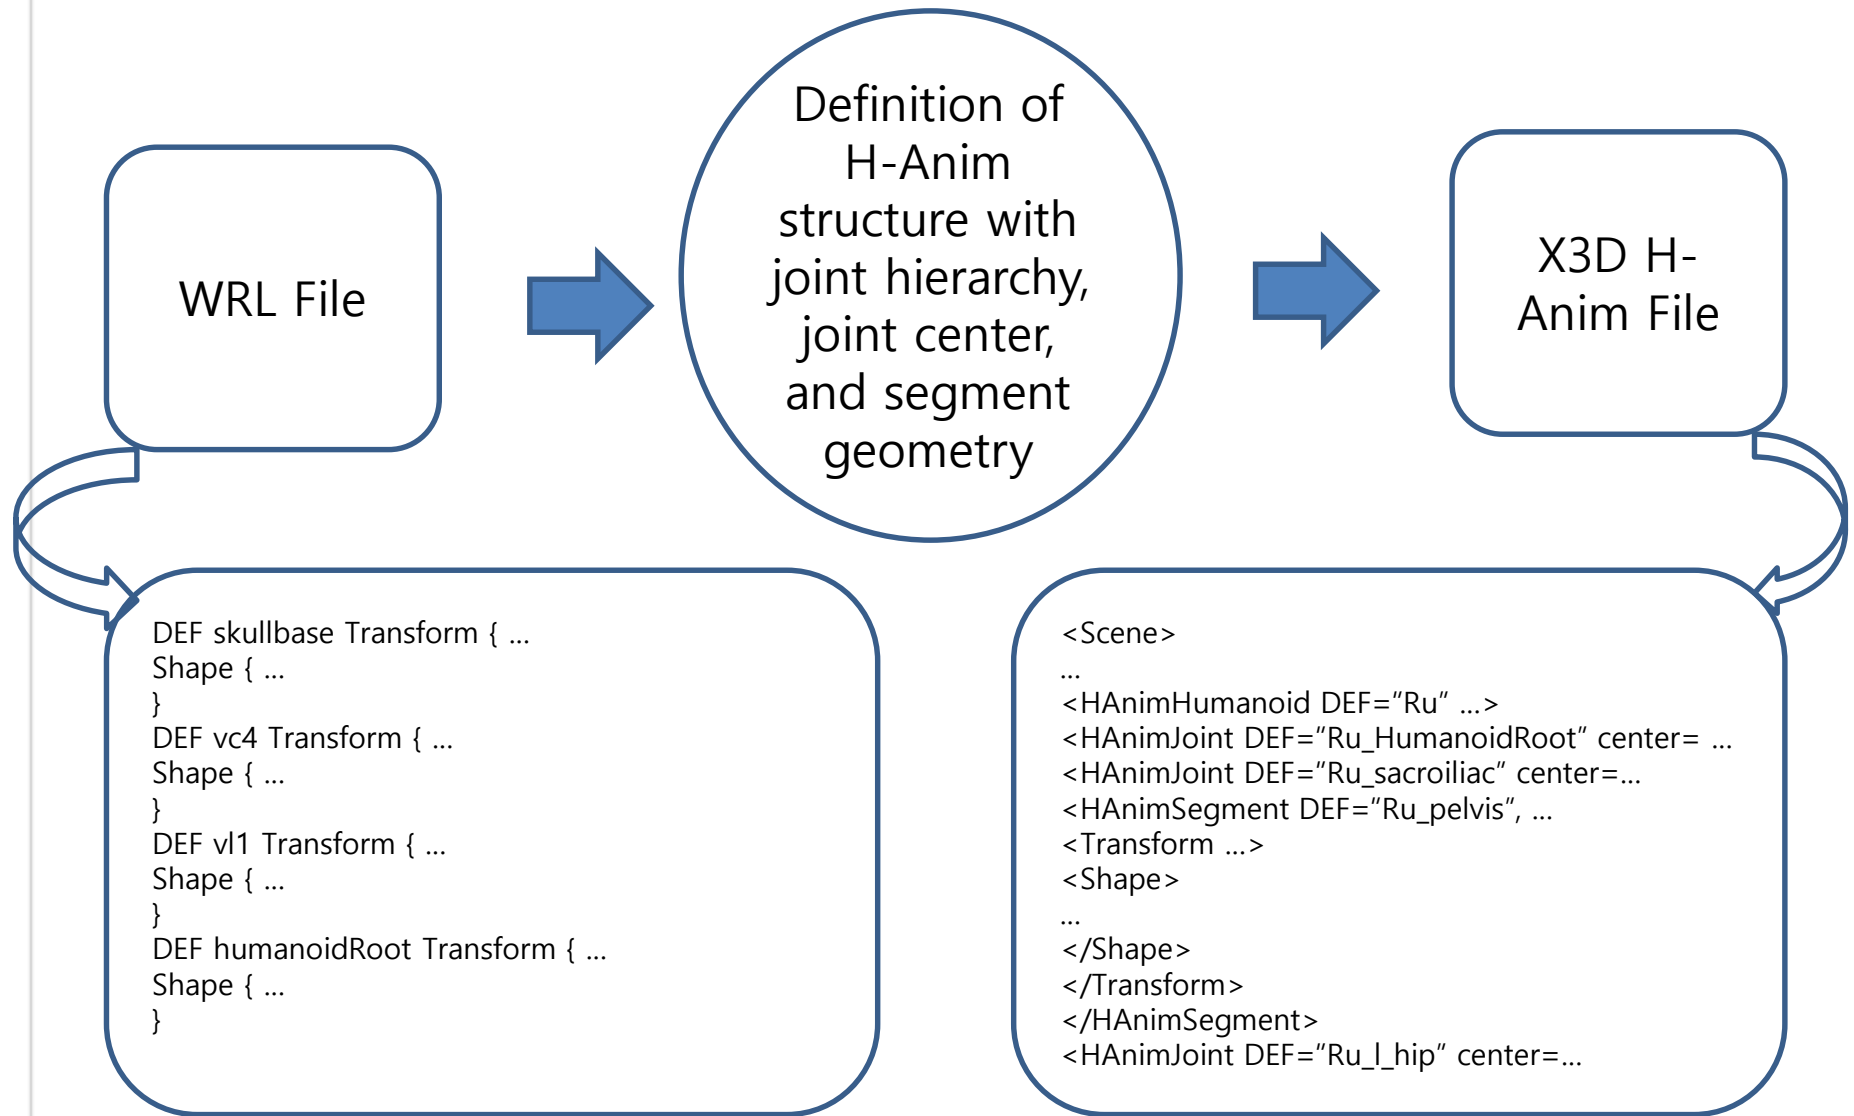 WRL File
Definition of
H-Anim
structure with
joint hierarchy,
joint center,
and segment
geometry
X3D H-
Anim File
DEF skullbase Transform { ...
Shape { ...
}
DEF vc4 Transform { ...
Shape { ...
}
DEF vl1 Transform { ...
Shape { ...
}
DEF humanoidRoot Transform { ...
Shape { ...
}
<Scene>
...
<HAnimHumanoid DEF="Ru" ...>
<HAnimJoint DEF="Ru_HumanoidRoot" center= ...
<HAnimJoint DEF="Ru_sacroiliac" center=...
<HAnimSegment DEF="Ru_pelvis", ...
<Transform ...>
<Shape>
...
</Shape>
</Transform>
</HAnimSegment>
<HAnimJoint DEF="Ru_l_hip" center=...